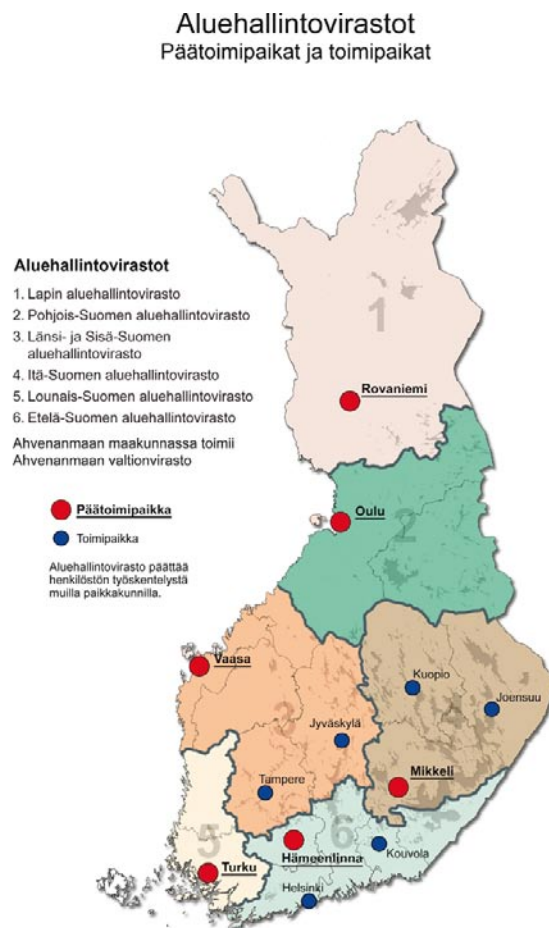 Aluehallintovirastot
Päätoimipaikat ja toimipaikat
Aluehallintovirastot
1. Lapin aluehallintovirasto
2. Pohjois-Suomen aluehallintovirasto
3. Länsi- ja Sisä-Suomen
aluehallintovirasto
4. Itä-Suomen aluehallintovirasto
5. Lounais-Suomen aluehallintovirasto
6. Etelä-Suomen aluehallintovirasto
Ahvenanmaan maakunnassa toimii
Ahvenanmaan valtionvirasto
Päätoimipaikka
Toimipaikka
Aluehallintovirasto päättää
henkilöstön työskentelystä
muilla paikkakunnilla.
1
Rovaniemi
Oulu
2
Vaasa
Kuopio
Joensuu
3
4
Jyväskylä
Tampere
Mikkeli
5
6
Hämeenlinna
Kouvola
Turku
Helsinki